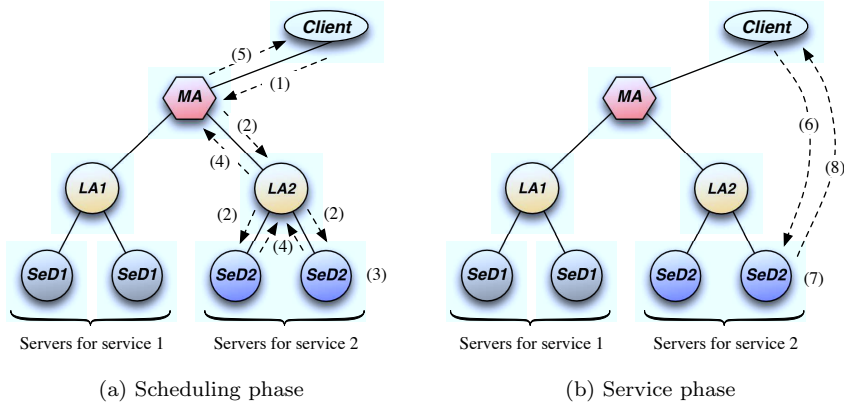 Client
(5)
(1)
MA
(2)
(4)
LA1
LA2
(2)
(2)
(4)
SeD1
SeD1
SeD2
SeD2
(3)
Servers for service 1
Servers for service 2
(a) Scheduling phase
Client
MA
(6)
(8)
LA1
LA2
SeD1
SeD1
SeD2
SeD2
(7)
Servers for service 1
Servers for service 2
(b) Service phase